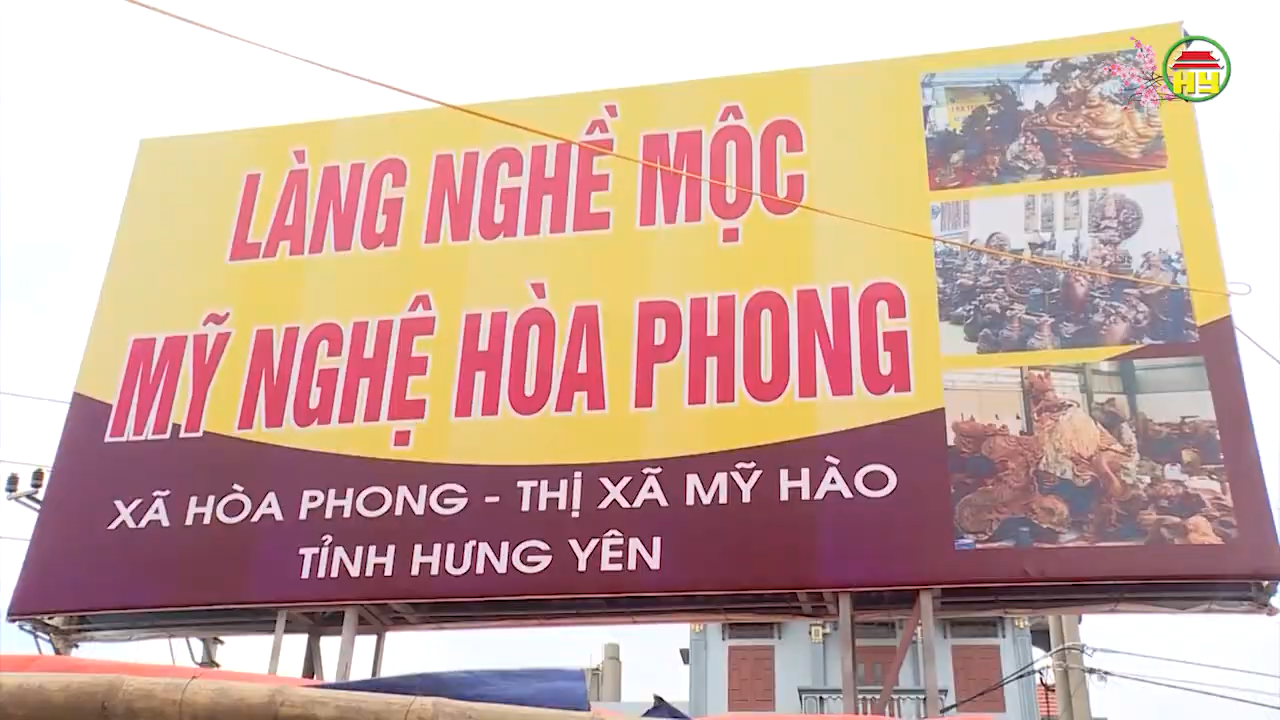 LÀNG NGHỀ MỘC
MỸ NGHỆ HÒA PHONG
XÃ HÒA PHONG - THỊ XÃ MỸ HÀO
TỈNH HƯNG YÊN
HY